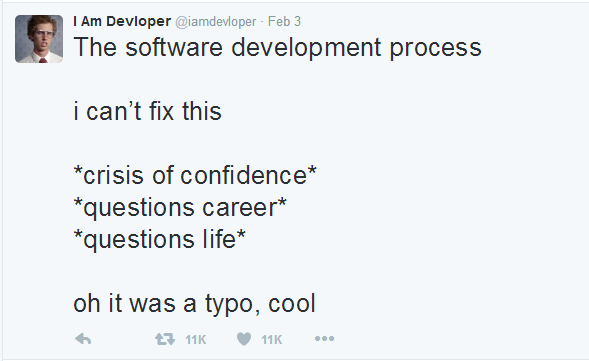 I Am Devloper @iamdevloper · Feb 3
The software development process
i can't fix this
*crisis of confidence*
*questions career*
*questions life*
oh it was a typo, cool
11K 11K